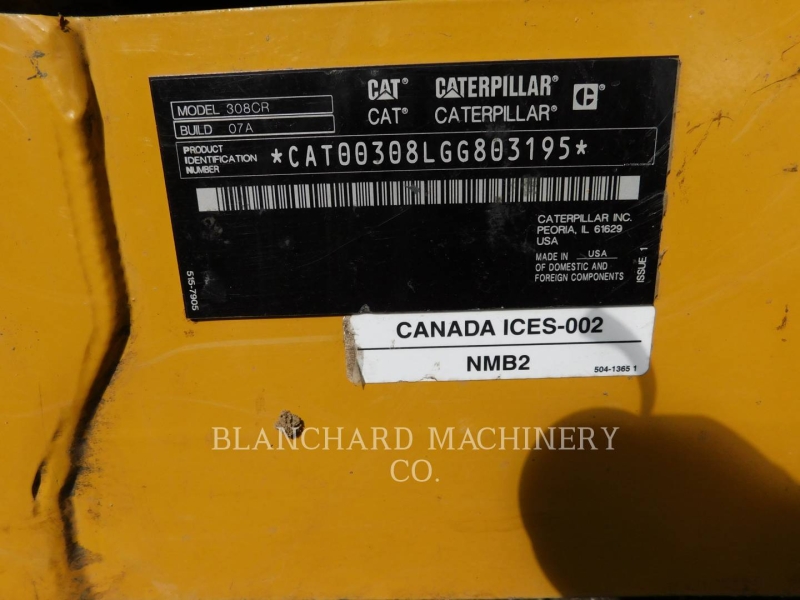 CAT® CATERPILLAR® C®
CAT® CATERPILLAR®
MODEL 308CR
BUILD 07A
PRODUCT
IDENTIFICATION
NUMBER
*CAT00308LGG803195*
CATERPILLAR INC.
PEORIA, IL 61629
USA
MADE IN USA
OF DOMESTIC AND
FOREIGN COMPONENTS
ISSUE 1
515-7905
CANADA ICES-002
NMB2
504-1365 1
BLANCHARD MACHINERY
CO.